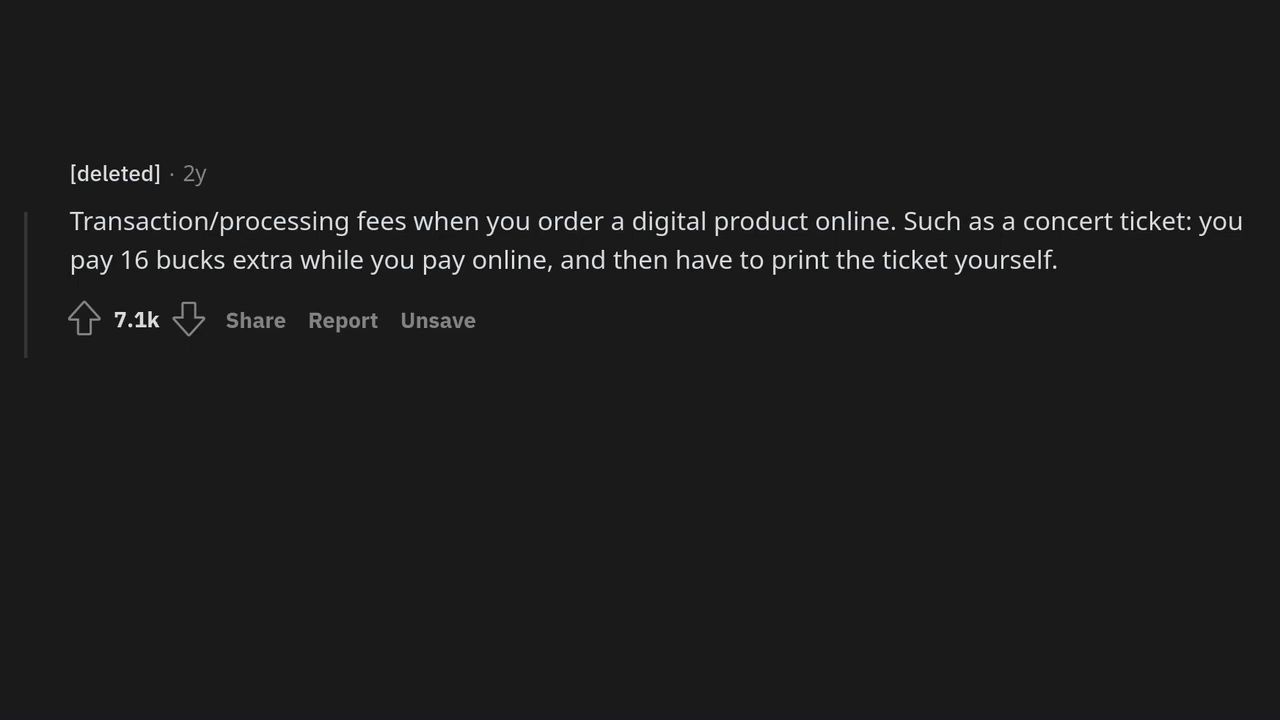 [deleted] · 2y
Transaction/processing fees when you order a digital product online. Such as a concert ticket: you
pay 16 bucks extra while you pay online, and then have to print the ticket yourself.
7.1k Share Report Unsave